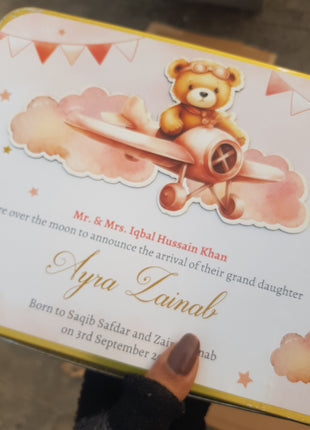 Mr. & Mrs. Iqbal Hussain Khan
over the moon to announce the arrival of their grand daughter
Ayra Zainab
Born to Saqib Safdar and
on 3rd September